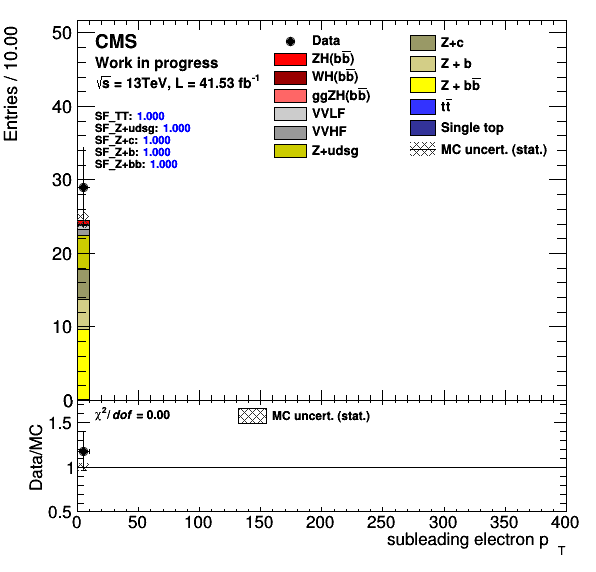 Entries / 10.00
50
40
30
20
10
0
CMS
Work in progress
√s = 13TeV, L = 41.53 fb⁻¹
SF_TT: 1.000
SF_Z+udsg: 1.000
SF_Z+c: 1.000
SF_Z+b: 1.000
SF_Z+bb: 1.000
Data
ZH(bb̅)
WH(bb̅)
ggZH(bb̅)
VVLF
VVHF
Z+udsg
Z+c
Z + b
Z + bb̅
tt̅
Single top
MC uncert. (stat.)
Data/MC
1.5
1
0.5
χ²/dof = 0.00
MC uncert. (stat.)
0 50 100 150 200 250 300 350 400
subleading electron p_T